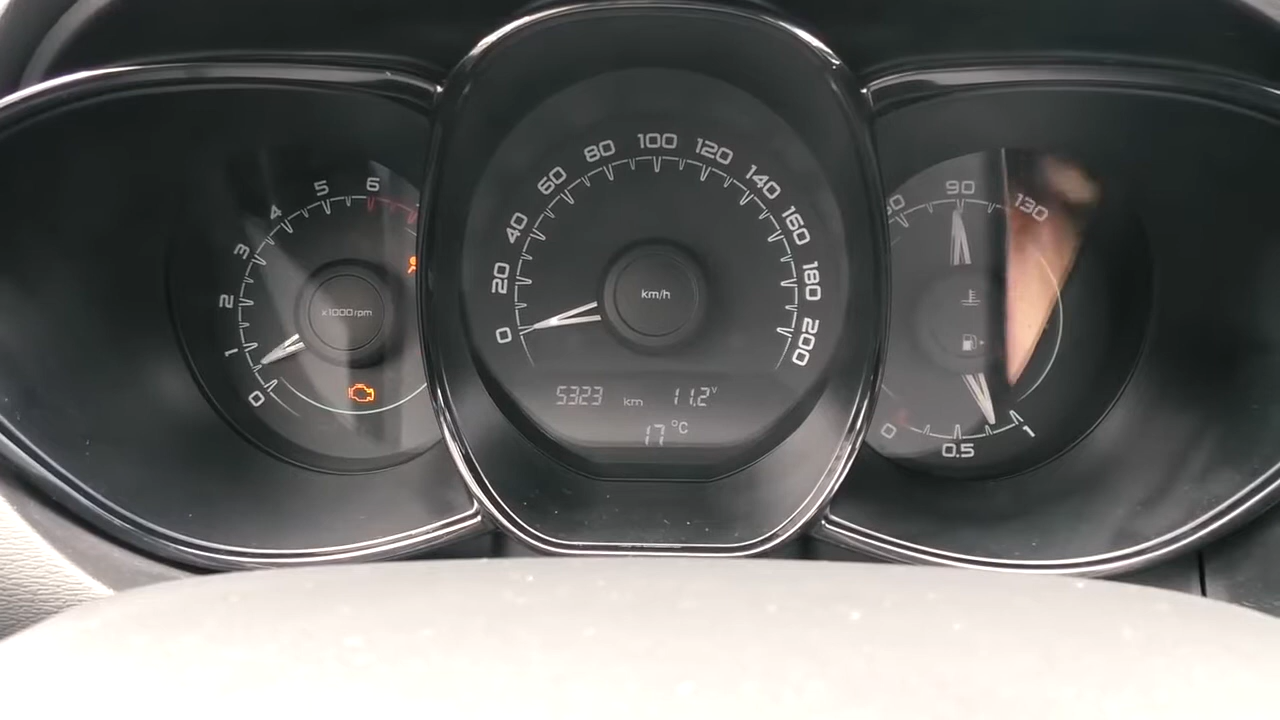 0 1 2 3 4 5 6
x1000rpm
0 20 40 60 80 100 120 140 160 180 200
km/h
5323 km 11.2 V
17 °C
90 130
0 0.5 1